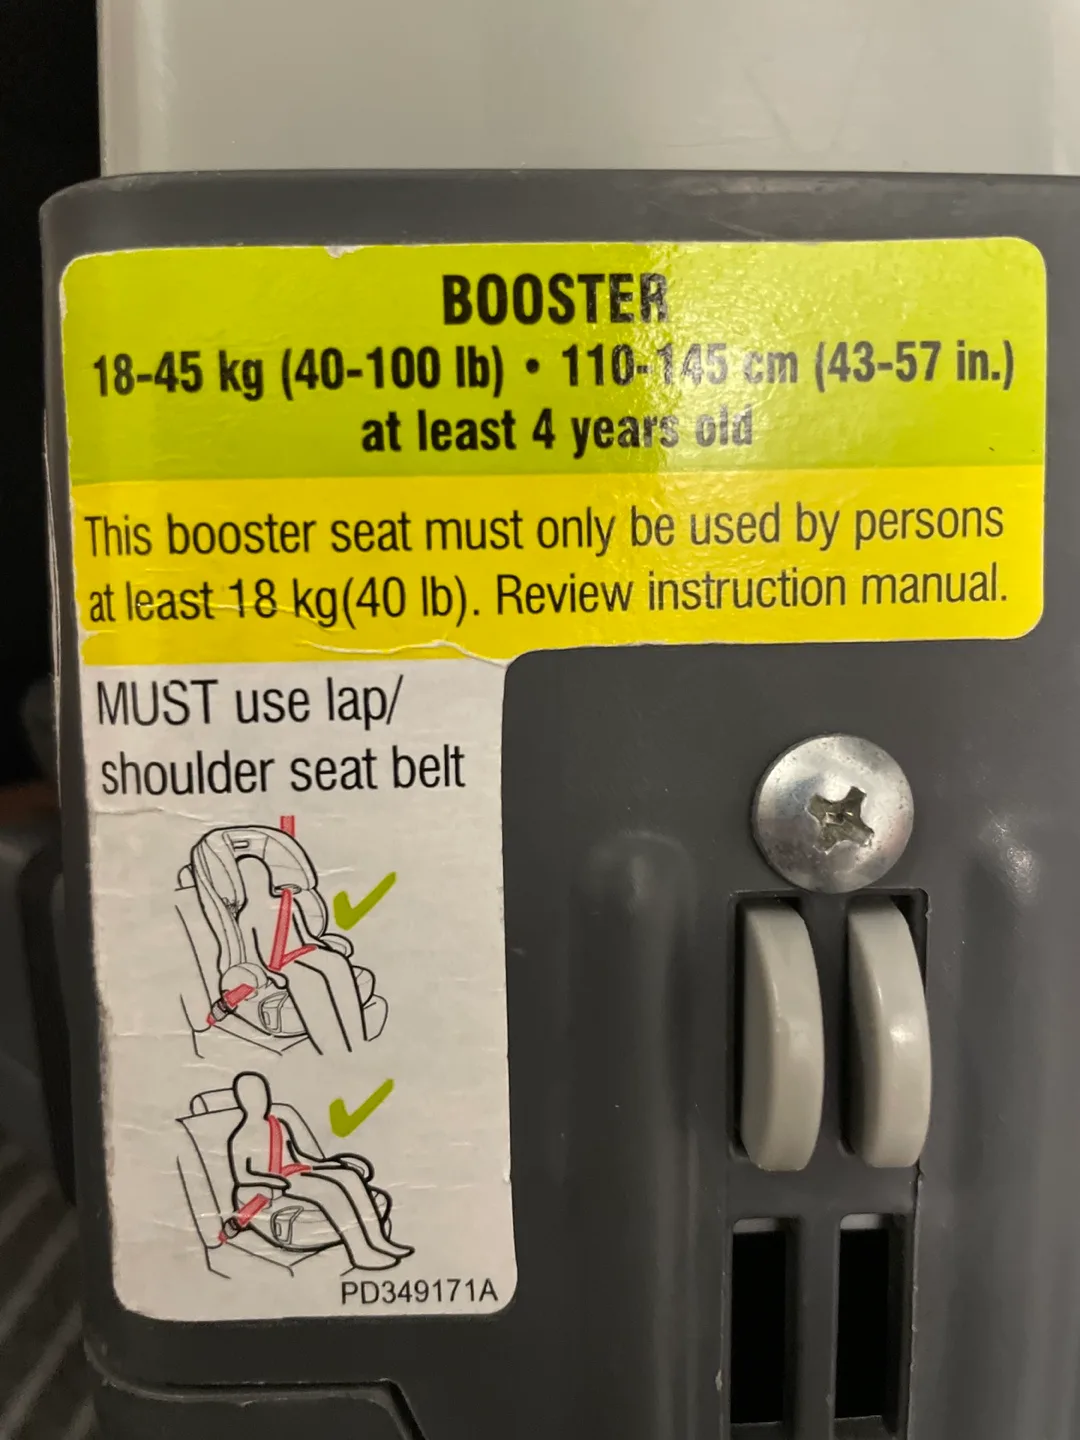 BOOSTER
18-45 kg (40-100 lb) • 110-145 cm (43-57 in.)
at least 4 years old
This booster seat must only be used by persons
at least 18 kg(40 lb). Review instruction manual.
MUST use lap/
shoulder seat belt
PD349171A